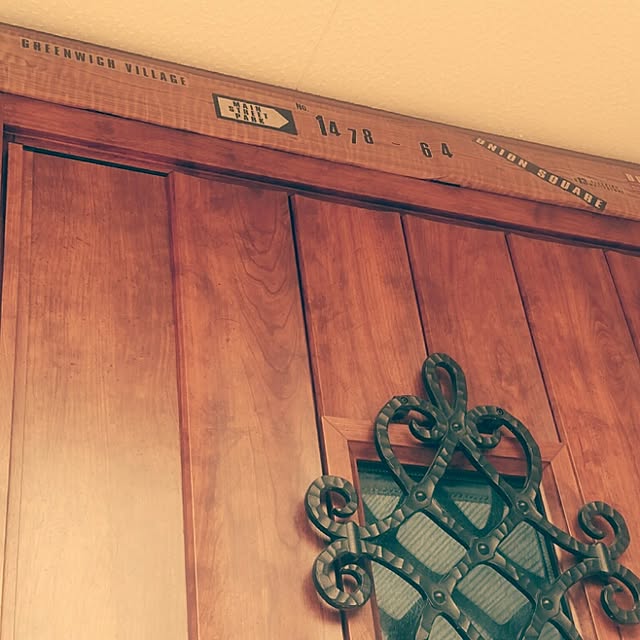 GREENWICH VILLAGE
MAIN
STREET
PARK
No.
1478 - 64
UNION SQUARE